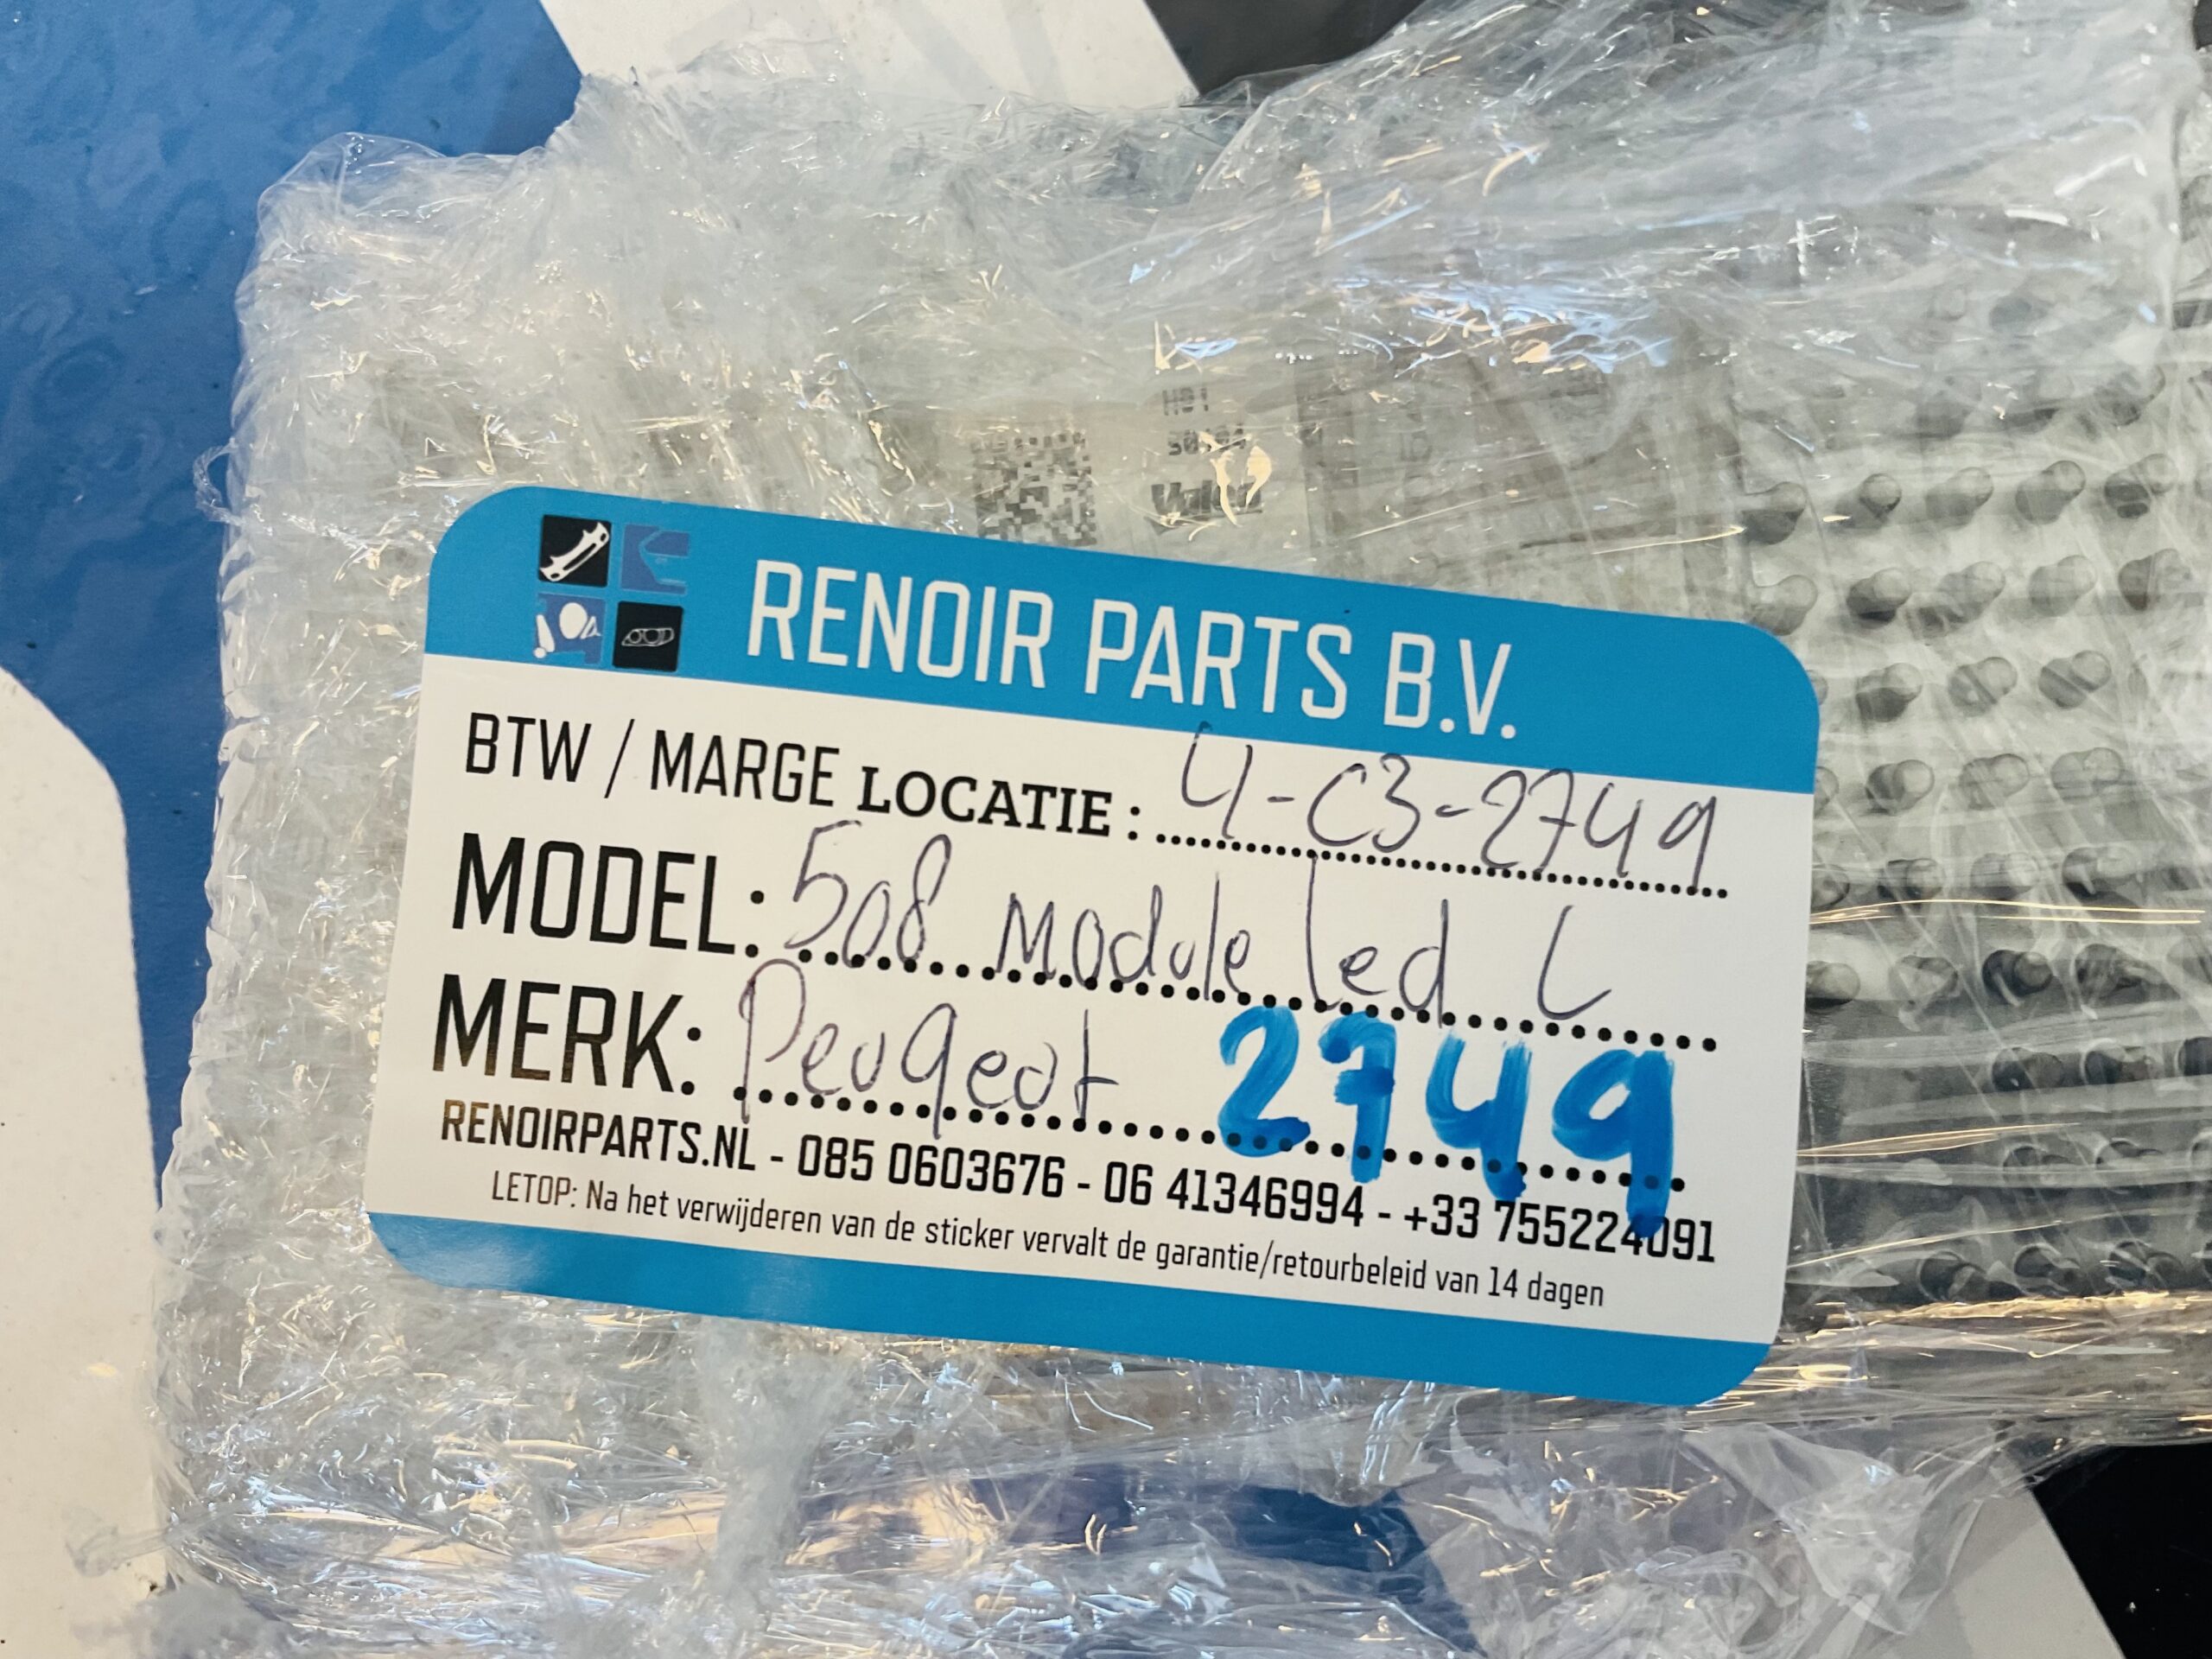 Valeo
RENOIR PARTS B.V.
BTW / MARGE LOCATIE : 4-C3-2749
MODEL: 508 module led L
MERK: Peugeot 2749
RENOIRPARTS.NL - 085 0603676 - 06 41346994 - +33 755224091
LETOP: Na het verwijderen van de sticker vervalt de garantie/retourbeleid van 14 dagen